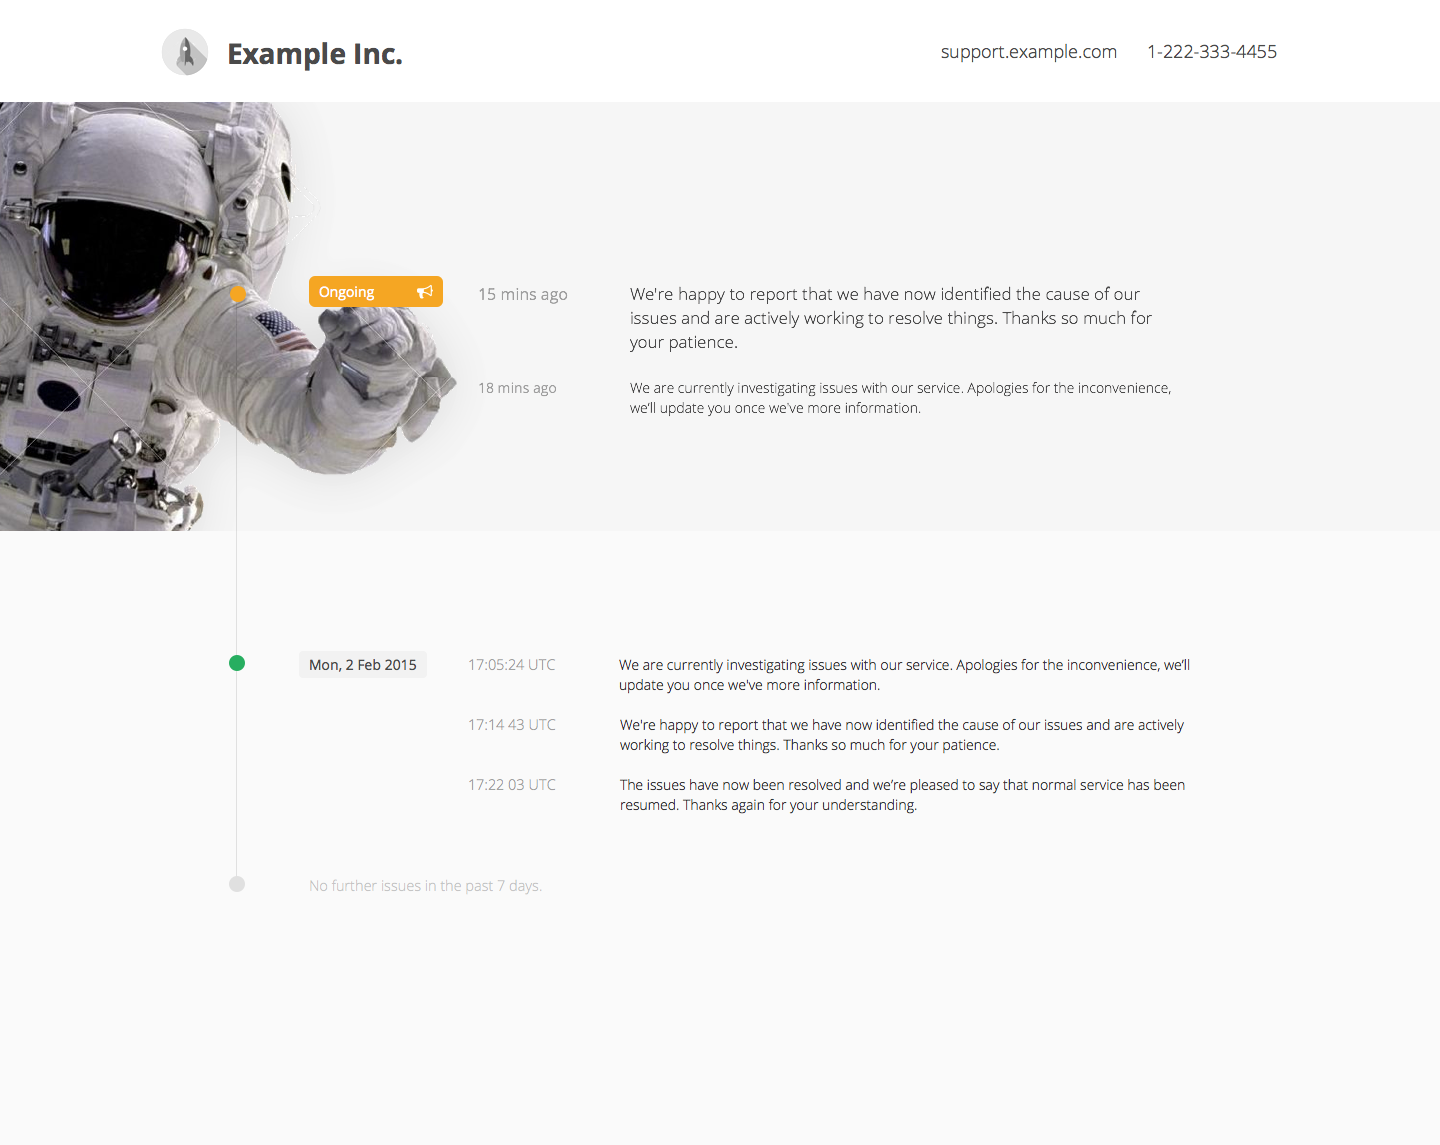 Example Inc.
support.example.com 1-222-333-4455
Ongoing
15 mins ago
We're happy to report that we have now identified the cause of our
issues and are actively working to resolve things. Thanks so much for
your patience.
18 mins ago
We are currently investigating issues with our service. Apologies for the inconvenience,
we'll update you once we've more information.
Mon, 2 Feb 2015
17:05:24 UTC
We are currently investigating issues with our service. Apologies for the inconvenience, we'll
update you once we've more information.
17:14 43 UTC
We're happy to report that we have now identified the cause of our issues and are actively
working to resolve things. Thanks so much for your patience.
17:22 03 UTC
The issues have now been resolved and we're pleased to say that normal service has been
resumed. Thanks again for your understanding.
No further issues in the past 7 days.